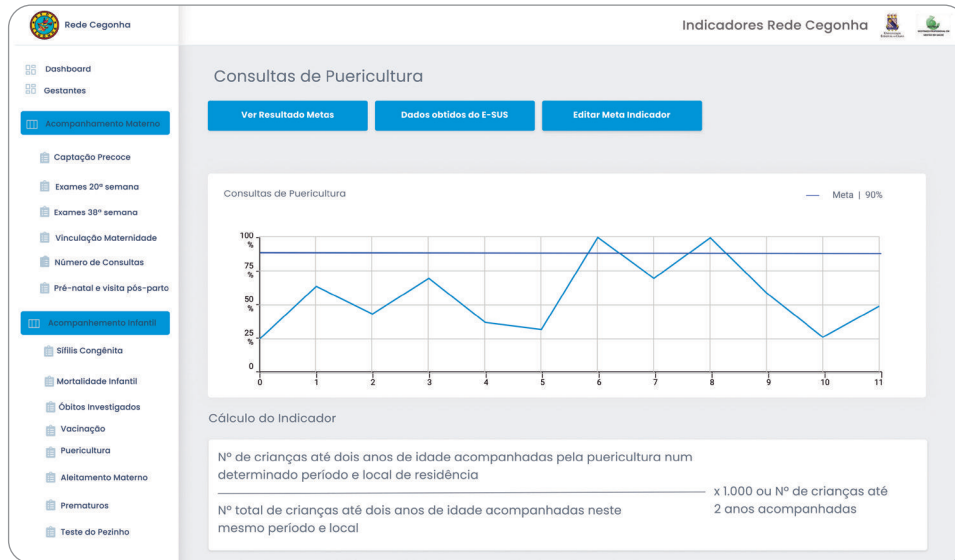 Rede Cegonha
Indicadores Rede Cegonha
Dashboard
Gestantes
Acompanhamento Materno
Captação Precoce
Exames 20ª semana
Exames 38ª semana
Vinculação Maternidade
Número de Consultas
Pré-natal e visita pós-parto
Acompanhemento Infantil
Sífilis Congênita
Mortalidade Infantil
Óbitos Investigados
Vacinação
Puericultura
Aleitamento Materno
Prematuros
Teste do Pezinho
Consultas de Puericultura
Ver Resultado Metas
Dados obtidos do E-SUS
Editar Meta Indicador
Consultas de Puericultura
Meta | 90%
100
%
75
%
50
%
25
%
0
0 1 2 3 4 5 6 7 8 9 10 11
Cálculo do Indicador
Nº de crianças até dois anos de idade acompanhadas pela puericultura num
determinado período e local de residência
Nº total de crianças até dois anos de idade acompanhadas neste
mesmo período e local
x 1.000 ou Nº de crianças até
2 anos acompanhadas